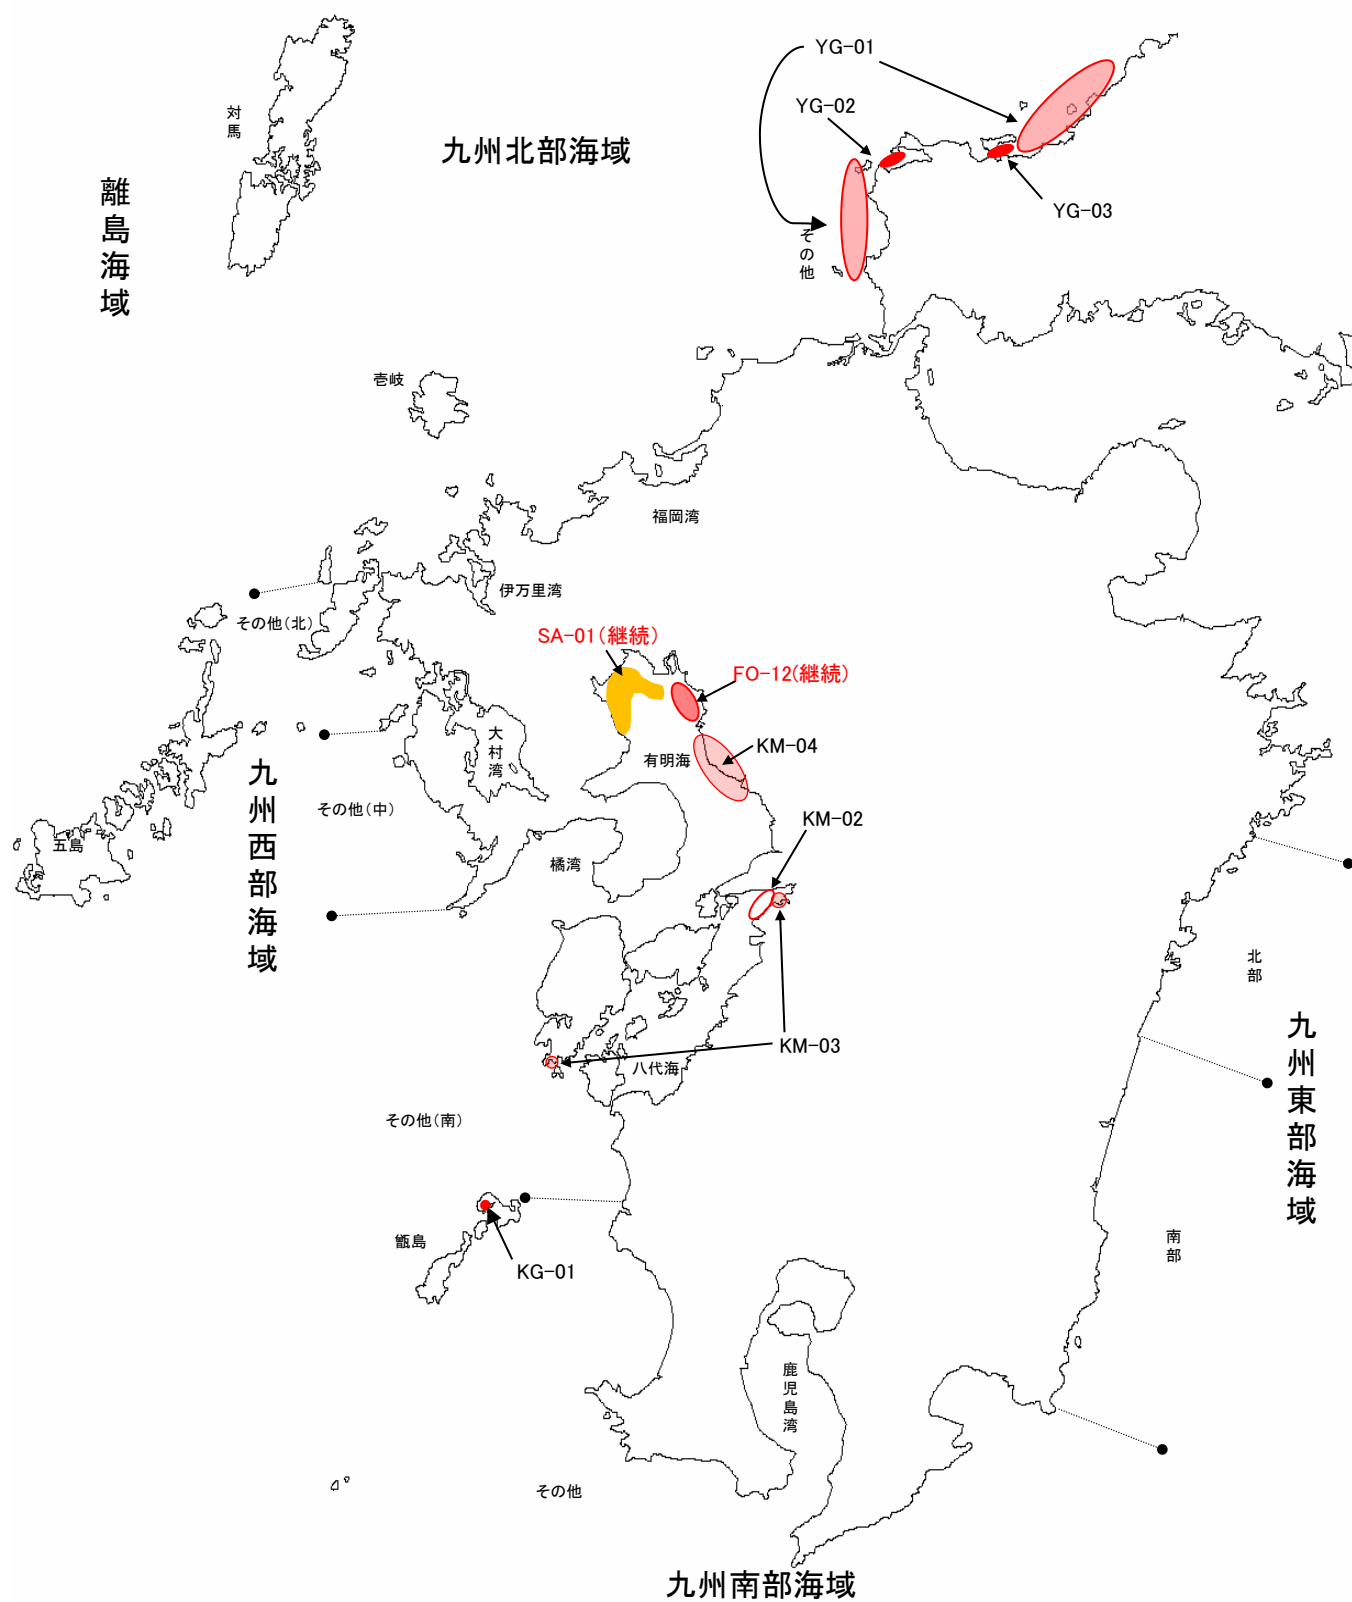 YG-01
YG-02
対馬
九州北部海域
離島海域
YG-03
その他
壱岐
福岡湾
伊万里湾
その他(北)
SA-01(継続)
FO-12(継続)
大村湾
有明海
KM-04
九州西部海域
その他(中)
KM-02
五島
橘湾
北部
九州東部海域
KM-03
八代海
その他(南)
甑島
南部
KG-01
鹿児島湾
その他
九州南部海域